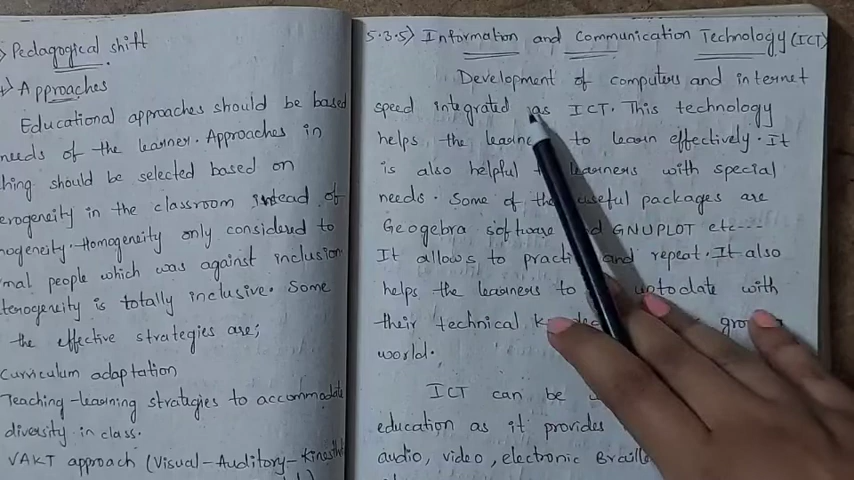 Pedagogical shift
Approaches
Educational approaches should be based
needs of the learner. Approaches in
hing should be selected based on
erogeneity in the classroom instead of
mogeneity. Homogeneity only considered to
mal people which was against inclusion.
terogeneity is totally inclusive. Some
the effective strategies are;
Curriculum adaptation
Teaching-learning strategies to accommodate
diversity in class.
VAKT approach (Visual-Auditory-Kinesth
5.3.5) Information and Communication Technology (ICT)
Development of computers and internet
speed integrated as ICT. This technology
helps the learne to learn effectively. It
is also helpful learners with special
needs. Some of the useful packages are
Geogebra software GNUPLOT etc---
It allows to practi and repeat. It also
helps the learners to uptodate with
their technical
world.
ICT can be
education as it provides
audio, video, electronic Braille